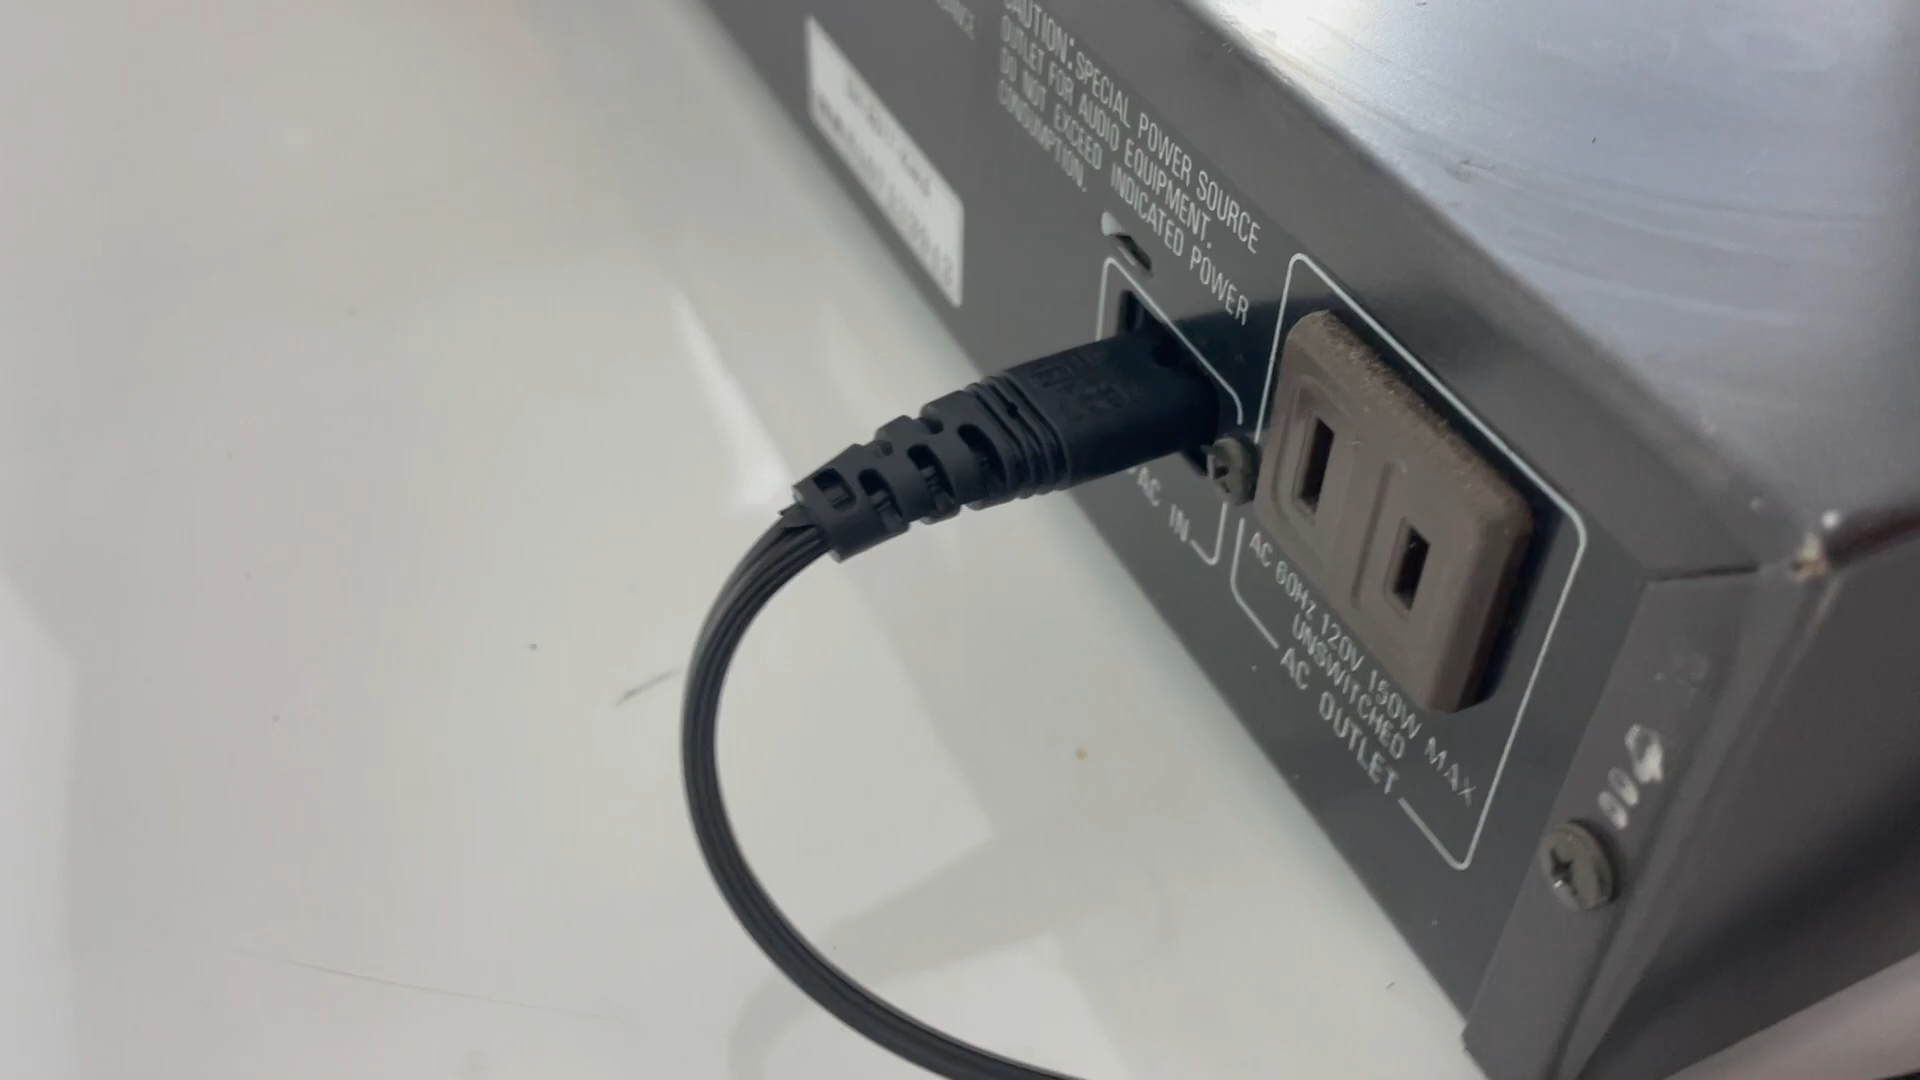 CAUTION: SPECIAL POWER SOURCE
OUTLET FOR AUDIO EQUIPMENT.
DO NOT EXCEED INDICATED POWER
CONSUMPTION.
AC IN
AC 60Hz 120V 150W MAX
UNSWITCHED
AC OUTLET